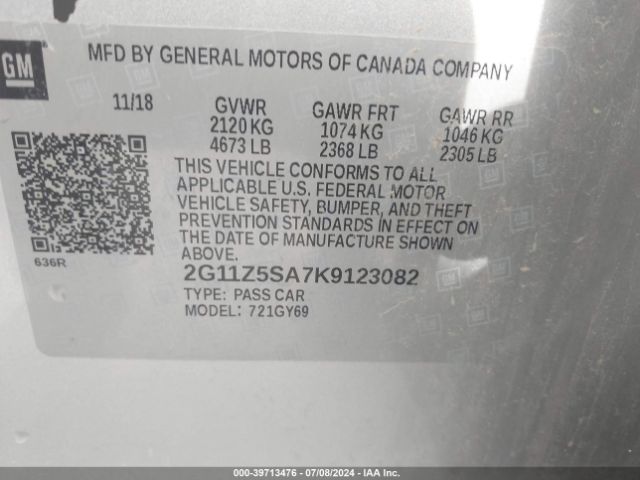 GM
MFD BY GENERAL MOTORS OF CANADA COMPANY
11/18 GVWR GAWR FRT GAWR RR
2120 KG 1074 KG 1046 KG
4673 LB 2368 LB 2305 LB
THIS VEHICLE CONFORMS TO ALL
APPLICABLE U.S. FEDERAL MOTOR
VEHICLE SAFETY, BUMPER, AND THEFT
PREVENTION STANDARDS IN EFFECT ON
THE DATE OF MANUFACTURE SHOWN
ABOVE.
636R
2G11Z5SA7K9123082
TYPE: PASS CAR
MODEL: 721GY69
© - 39713476 - 07/08/2024 - IAA Inc.